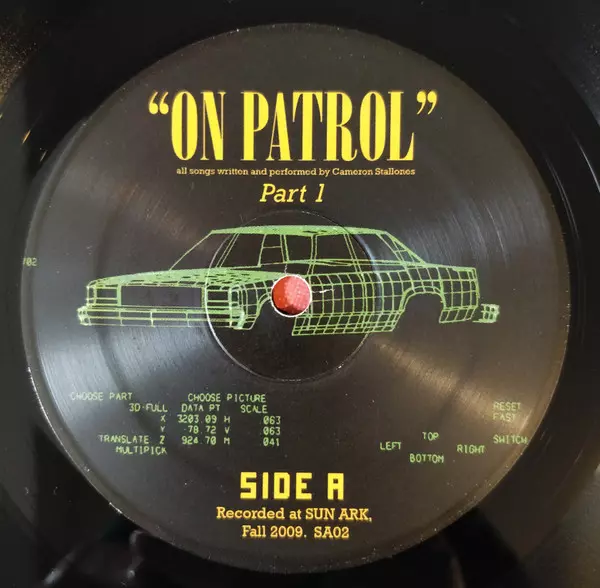 "ON PATROL"
all songs written and performed by Cameron Stallones
Part 1
702
CHOOSE PART CHOOSE PICTURE
3D-FULL DATA PT SCALE RESET
X 3203.09 H 063 FAST
Y -78.72 V 063 TOP
TRANSLATE Z 924.70 M 041 LEFT RIGHT SWITCH
MULTIPICK BOTTOM
SIDE A
Recorded at SUN ARK,
Fall 2009. SA02